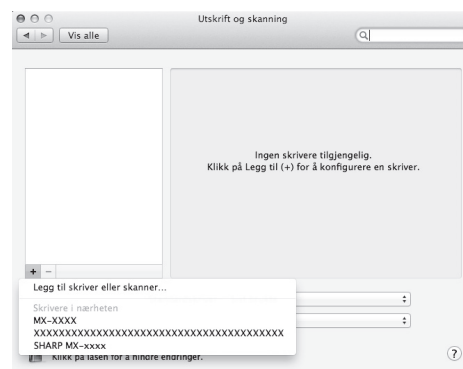 Utskrift og skanning
Vis alle
Ingen skrivere tilgjengelig.
Klikk på Legg til (+) for å konfigurere en skriver.
+ −
Legg til skriver eller skanner...
Skrivere i nærheten
MX-XXXX
XXXXXXXXXXXXXXXXXXXXXXXXXXXXXXXXXXXXXXXX
SHARP MX-xxxx
Klikk på låsen for å hindre endringer.
?